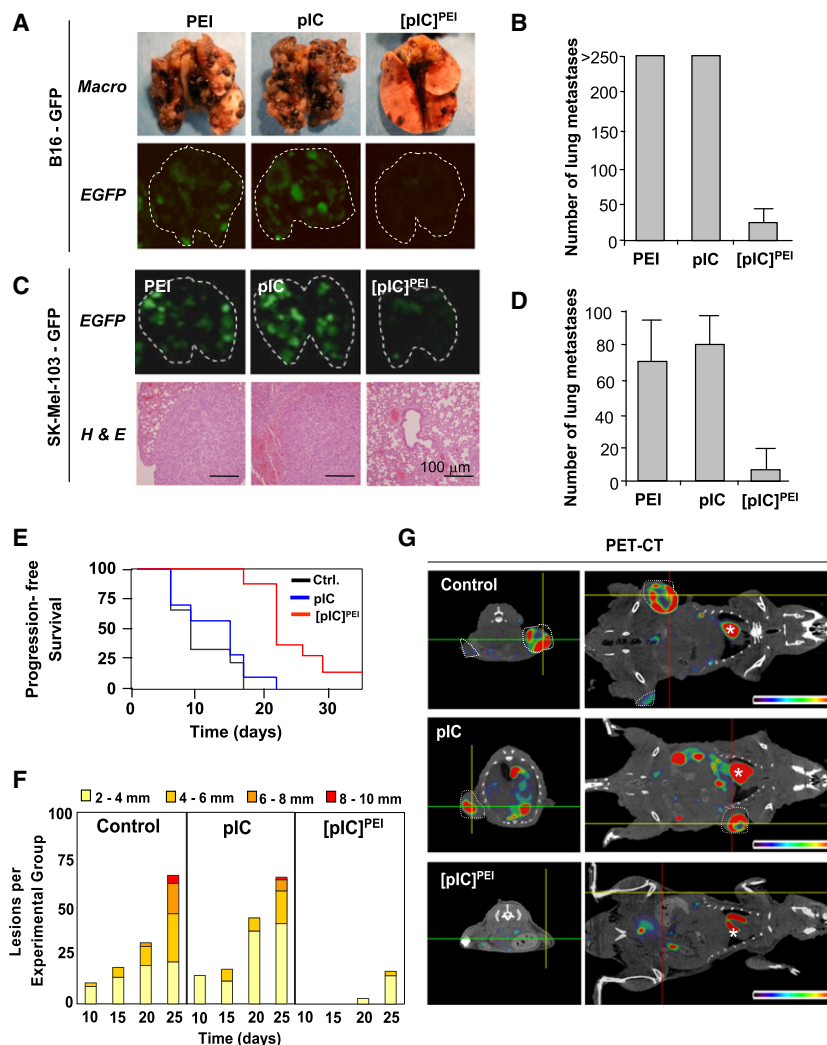 A
PEI
pIC
[pIC]PEI
B16 - GFP
Macro
EGFP
B
Number of lung metastases
>250
200
150
100
50
0
PEI
pIC
[pIC]PEI
C
SK-Mel-103 - GFP
EGFP
PEI
pIC
[pIC]PEI
H & E
100 μm
D
Number of lung metastases
100
80
60
40
20
0
PEI
pIC
[pIC]PEI
E
Progression- free
Survival
100
75
50
25
0
10
20
30
Time (days)
Ctrl.
pIC
[pIC]PEI
F
2 - 4 mm
4 - 6 mm
6 - 8 mm
8 - 10 mm
Lesions per
Experimental Group
100
75
50
25
0
Control
pIC
[pIC]PEI
10 15 20 25 10 15 20 25 10 15 20 25
Time (days)
G
PET-CT
Control
*
pIC
*
[pIC]PEI
*